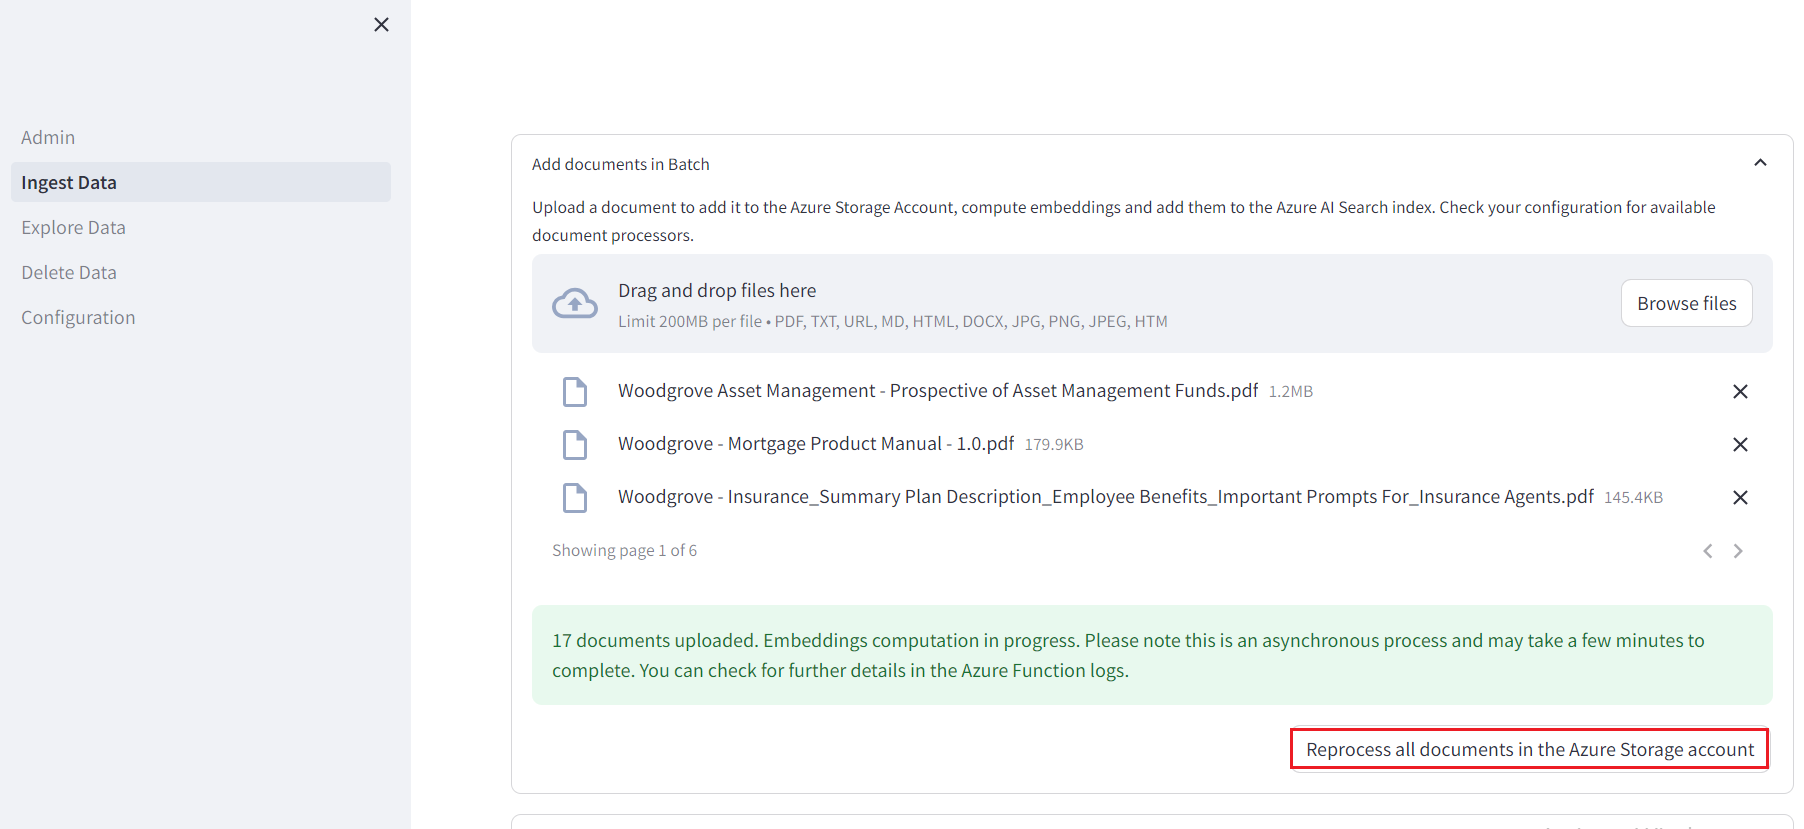 Admin
Ingest Data
Explore Data
Delete Data
Configuration
Add documents in Batch
Upload a document to add it to the Azure Storage Account, compute embeddings and add them to the Azure AI Search index. Check your configuration for available
document processors.
Drag and drop files here
Limit 200MB per file • PDF, TXT, URL, MD, HTML, DOCX, JPG, PNG, JPEG, HTM
Browse files
Woodgrove Asset Management - Prospective of Asset Management Funds.pdf 1.2MB
Woodgrove - Mortgage Product Manual - 1.0.pdf 179.9KB
Woodgrove - Insurance_Summary Plan Description_Employee Benefits_Important Prompts For_Insurance Agents.pdf 145.4KB
Showing page 1 of 6
17 documents uploaded. Embeddings computation in progress. Please note this is an asynchronous process and may take a few minutes to
complete. You can check for further details in the Azure Function logs.
Reprocess all documents in the Azure Storage account